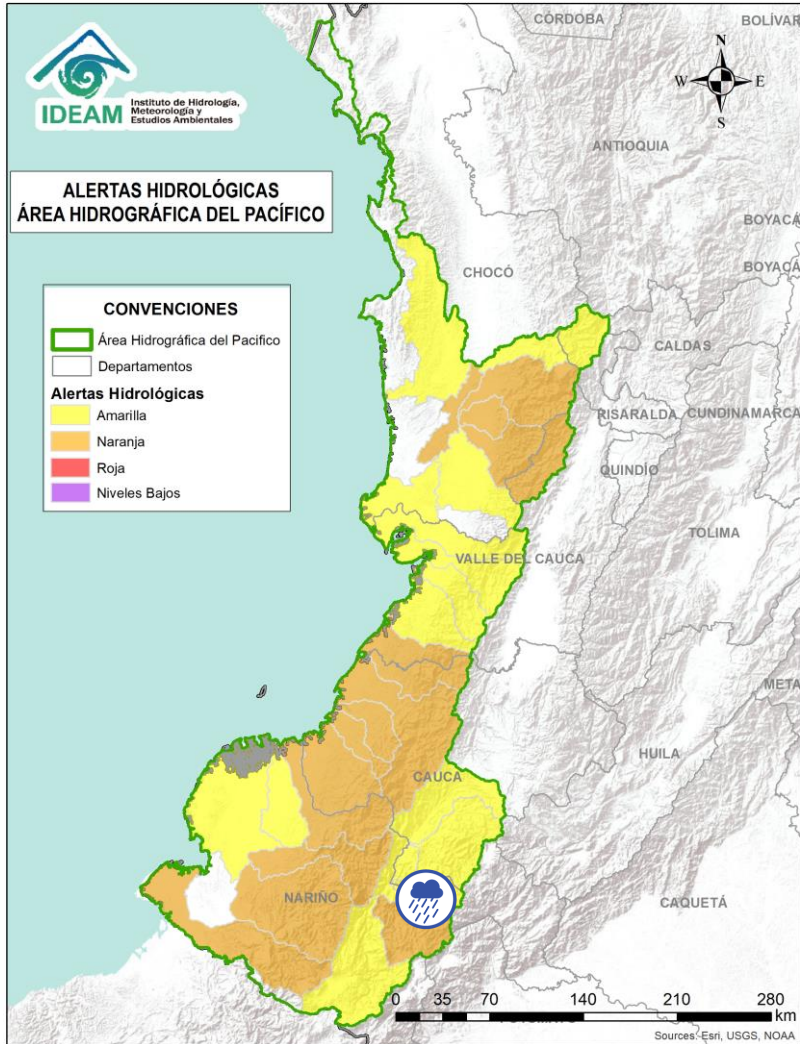 IDEAM
Instituto de Hidrología,
Meteorología y
Estudios Ambientales
ALERTAS HIDROLÓGICAS
ÁREA HIDROGRÁFICA DEL PACÍFICO
CONVENCIONES
Área Hidrográfica del Pacifico
Departamentos
Alertas Hidrológicas
Amarilla
Naranja
Roja
Niveles Bajos
CÓRDOBA
BOLÍVAR
N
W
E
S
ANTIOQUIA
BOYACÁ
CHOCÓ
BOYACÁ
CALDAS
RISARALDA
CUNDINAMARCA
QUINDÍO
TOLIMA
VALLE DEL CAUCA
META
HUILA
CAUCA
NARIÑO
CAQUETÁ
0 35 70 140 210 280
km
Sources: Esri, USGS, NOAA